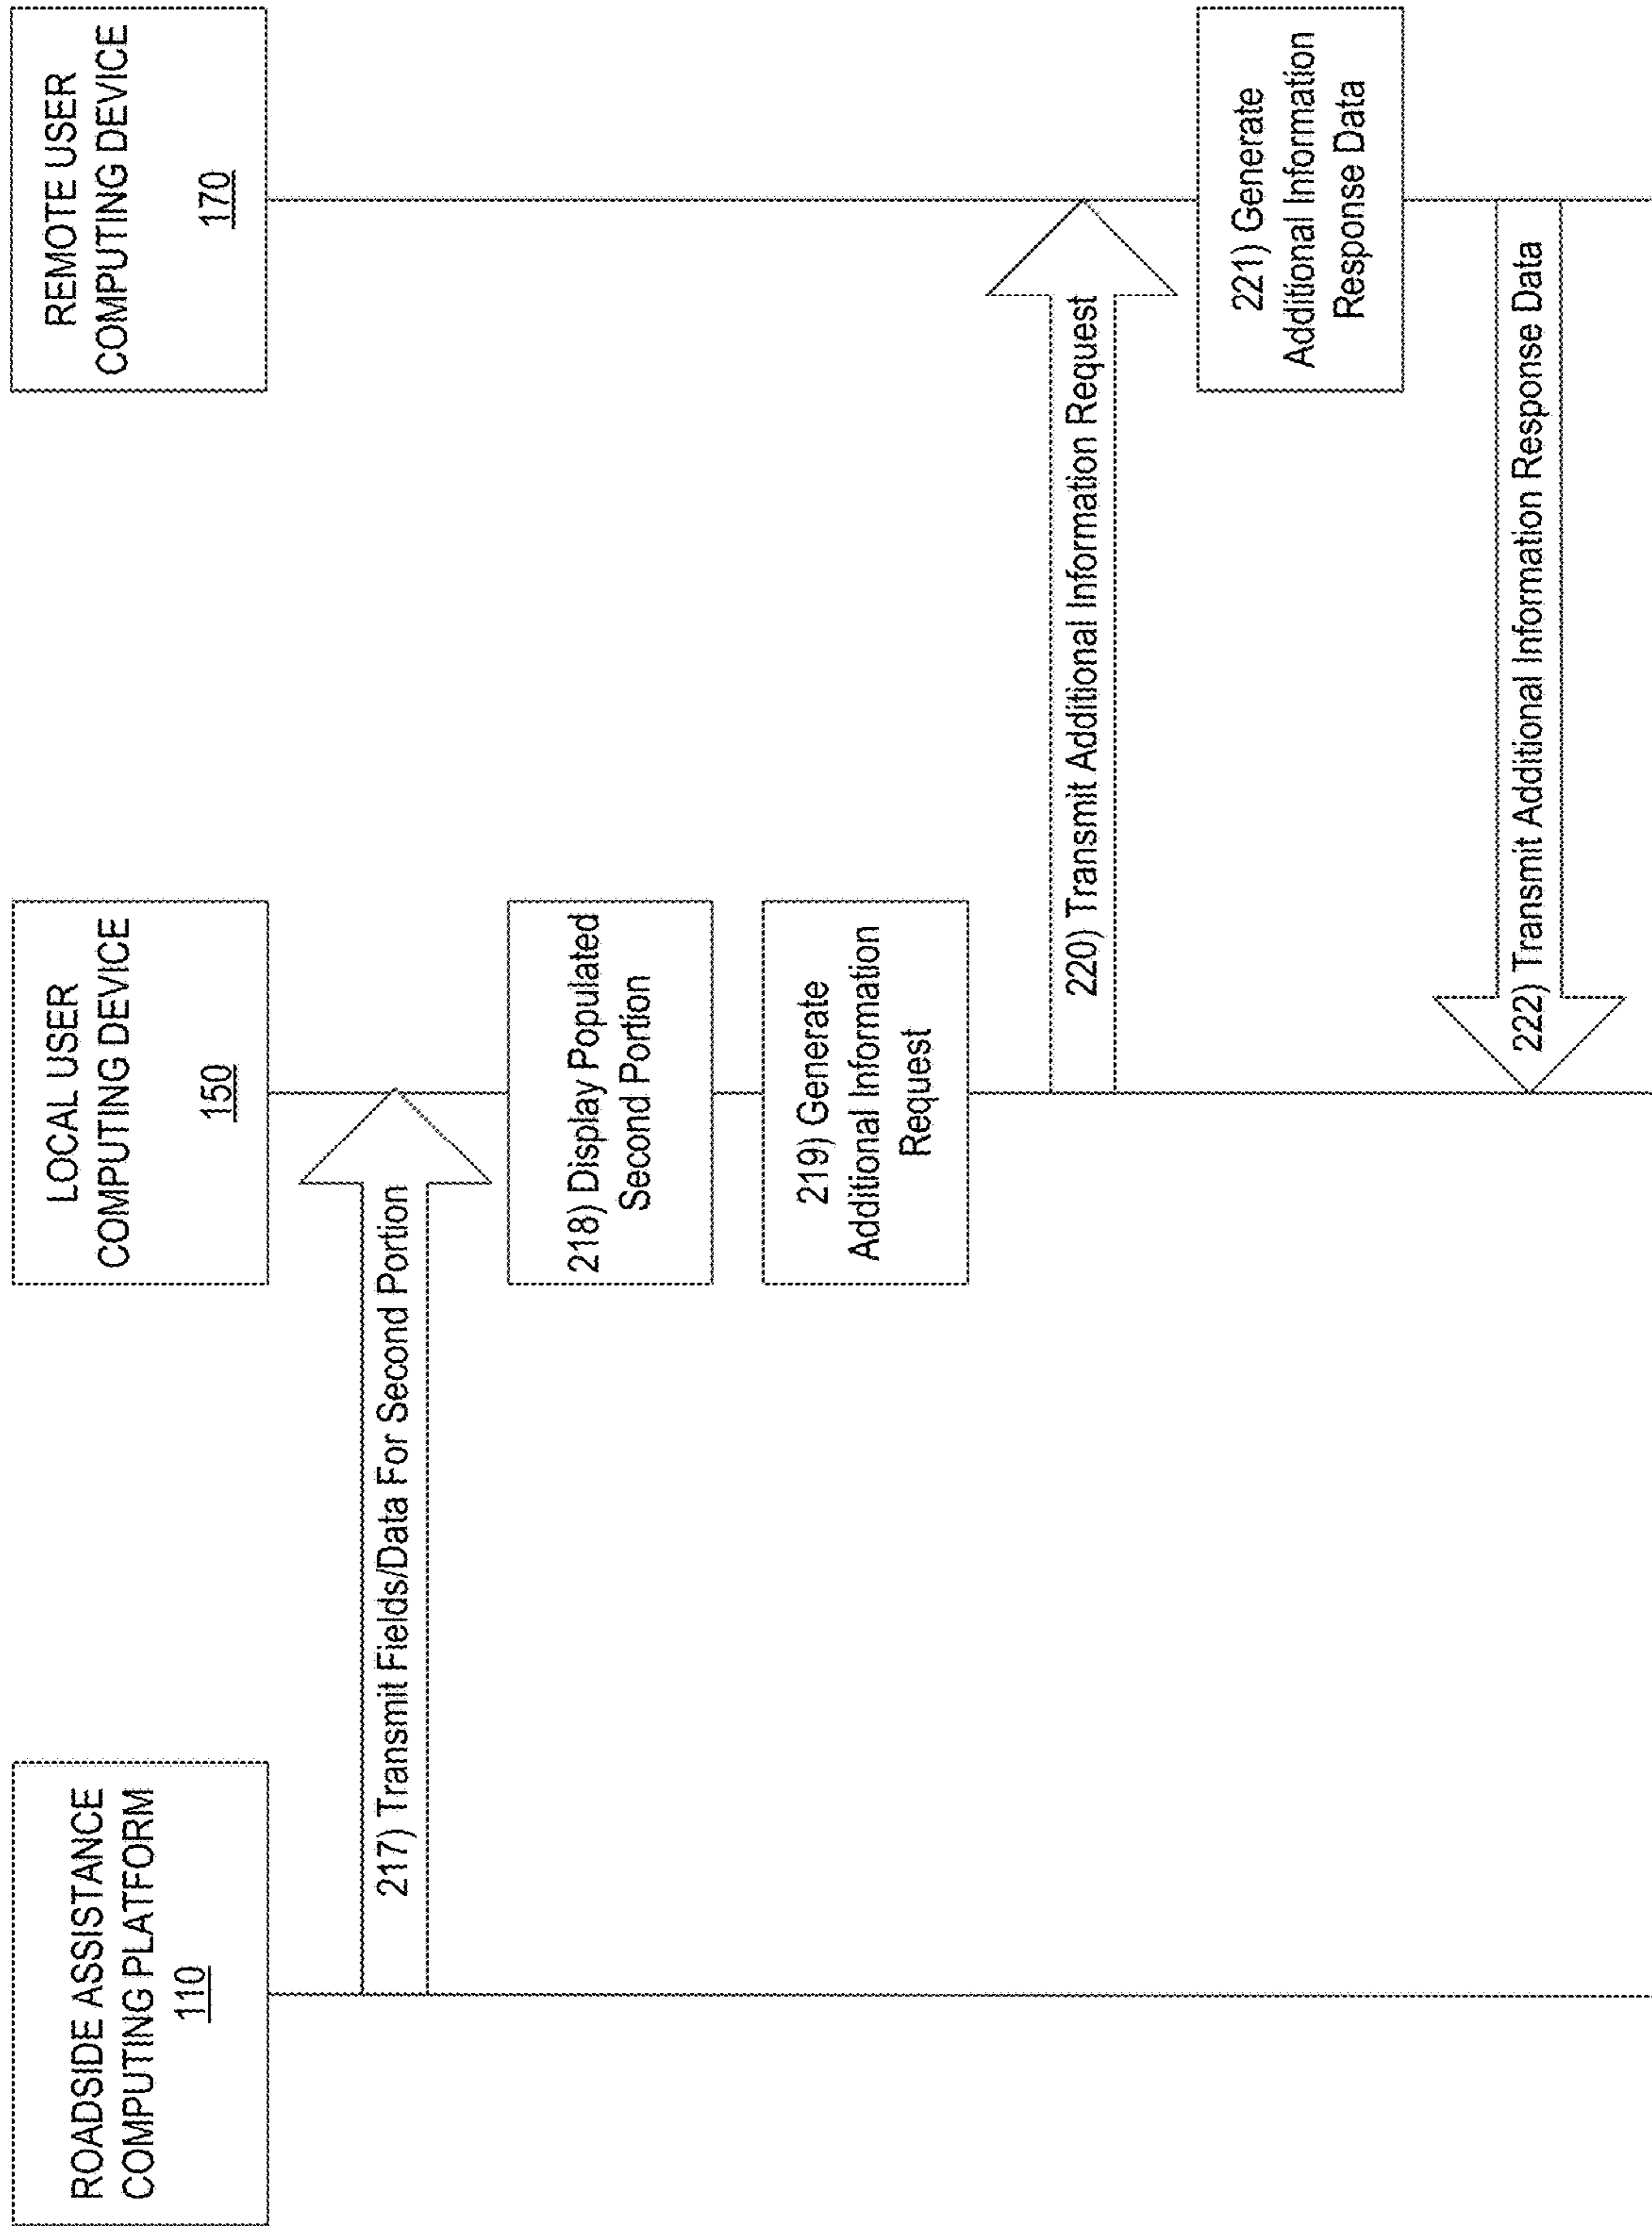 ROADSIDE ASSISTANCE
COMPUTING PLATFORM
110
LOCAL USER
COMPUTING DEVICE
150
REMOTE USER
COMPUTING DEVICE
170
217) Transmit Fields/Data For Second Portion
218) Display Populated
Second Portion
219) Generate
Additional Information
Request
220) Transmit Additional Information Request
221) Generate
Additional Information
Response Data
222) Transmit Additional Information Response Data